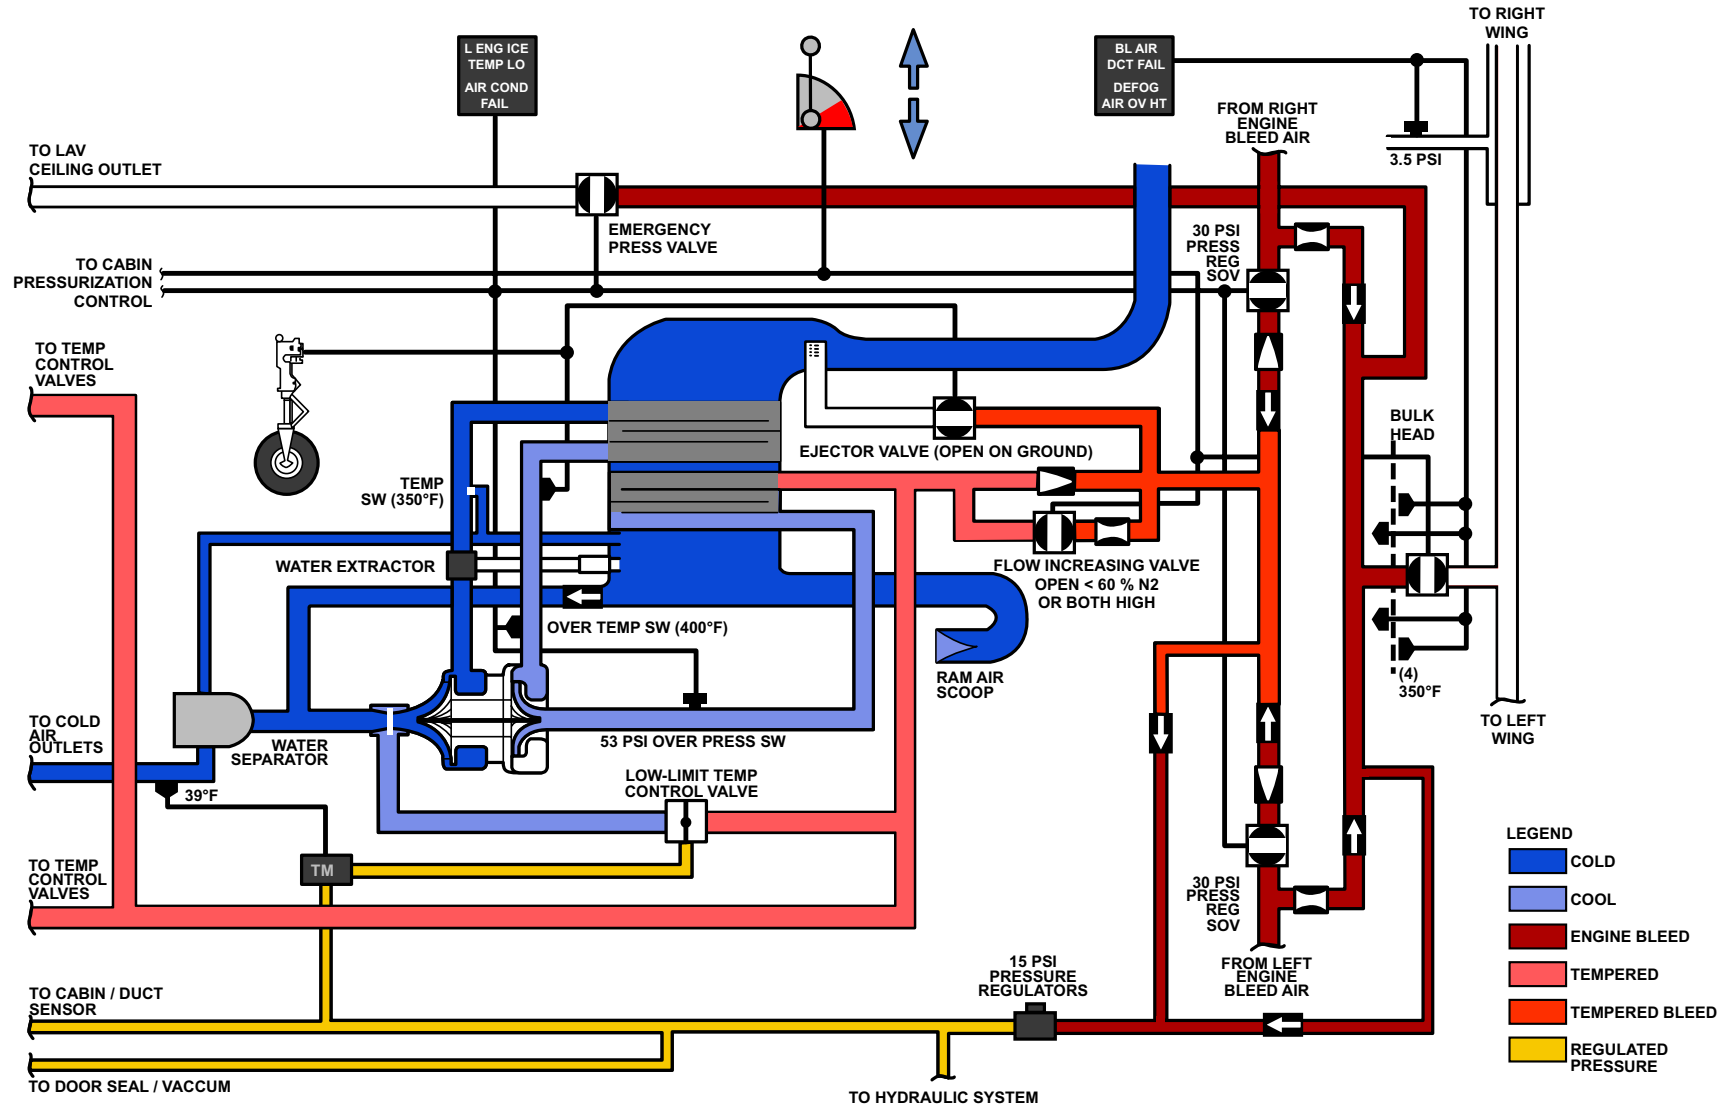 TO RIGHT
WING
L ENG ICE
TEMP LO
AIR COND
FAIL
BL AIR
DCT FAIL
DEFOG
AIR OV HT
FROM RIGHT
ENGINE
BLEED AIR
3.5 PSI
TO LAV
CEILING OUTLET
EMERGENCY
PRESS VALVE
30 PSI
PRESS
REG
SOV
TO CABIN
PRESSURIZATION
CONTROL
TO TEMP
CONTROL
VALVES
BULK
HEAD
EJECTOR VALVE (OPEN ON GROUND)
TEMP
SW (350°F)
WATER EXTRACTOR
FLOW INCREASING VALVE
OPEN < 60 % N2
OR BOTH HIGH
OVER TEMP SW (400°F)
RAM AIR
SCOOP
(4)
350°F
TO LEFT
WING
TO COLD
AIR
OUTLETS
WATER
SEPARATOR
53 PSI OVER PRESS SW
39°F
LOW-LIMIT TEMP
CONTROL VALVE
TM
TO TEMP
CONTROL
VALVES
30 PSI
PRESS
REG
SOV
FROM LEFT
ENGINE
BLEED AIR
15 PSI
PRESSURE
REGULATORS
TO CABIN / DUCT
SENSOR
TO DOOR SEAL / VACCUM
TO HYDRAULIC SYSTEM
LEGEND
COLD
COOL
ENGINE BLEED
TEMPERED
TEMPERED BLEED
REGULATED
PRESSURE